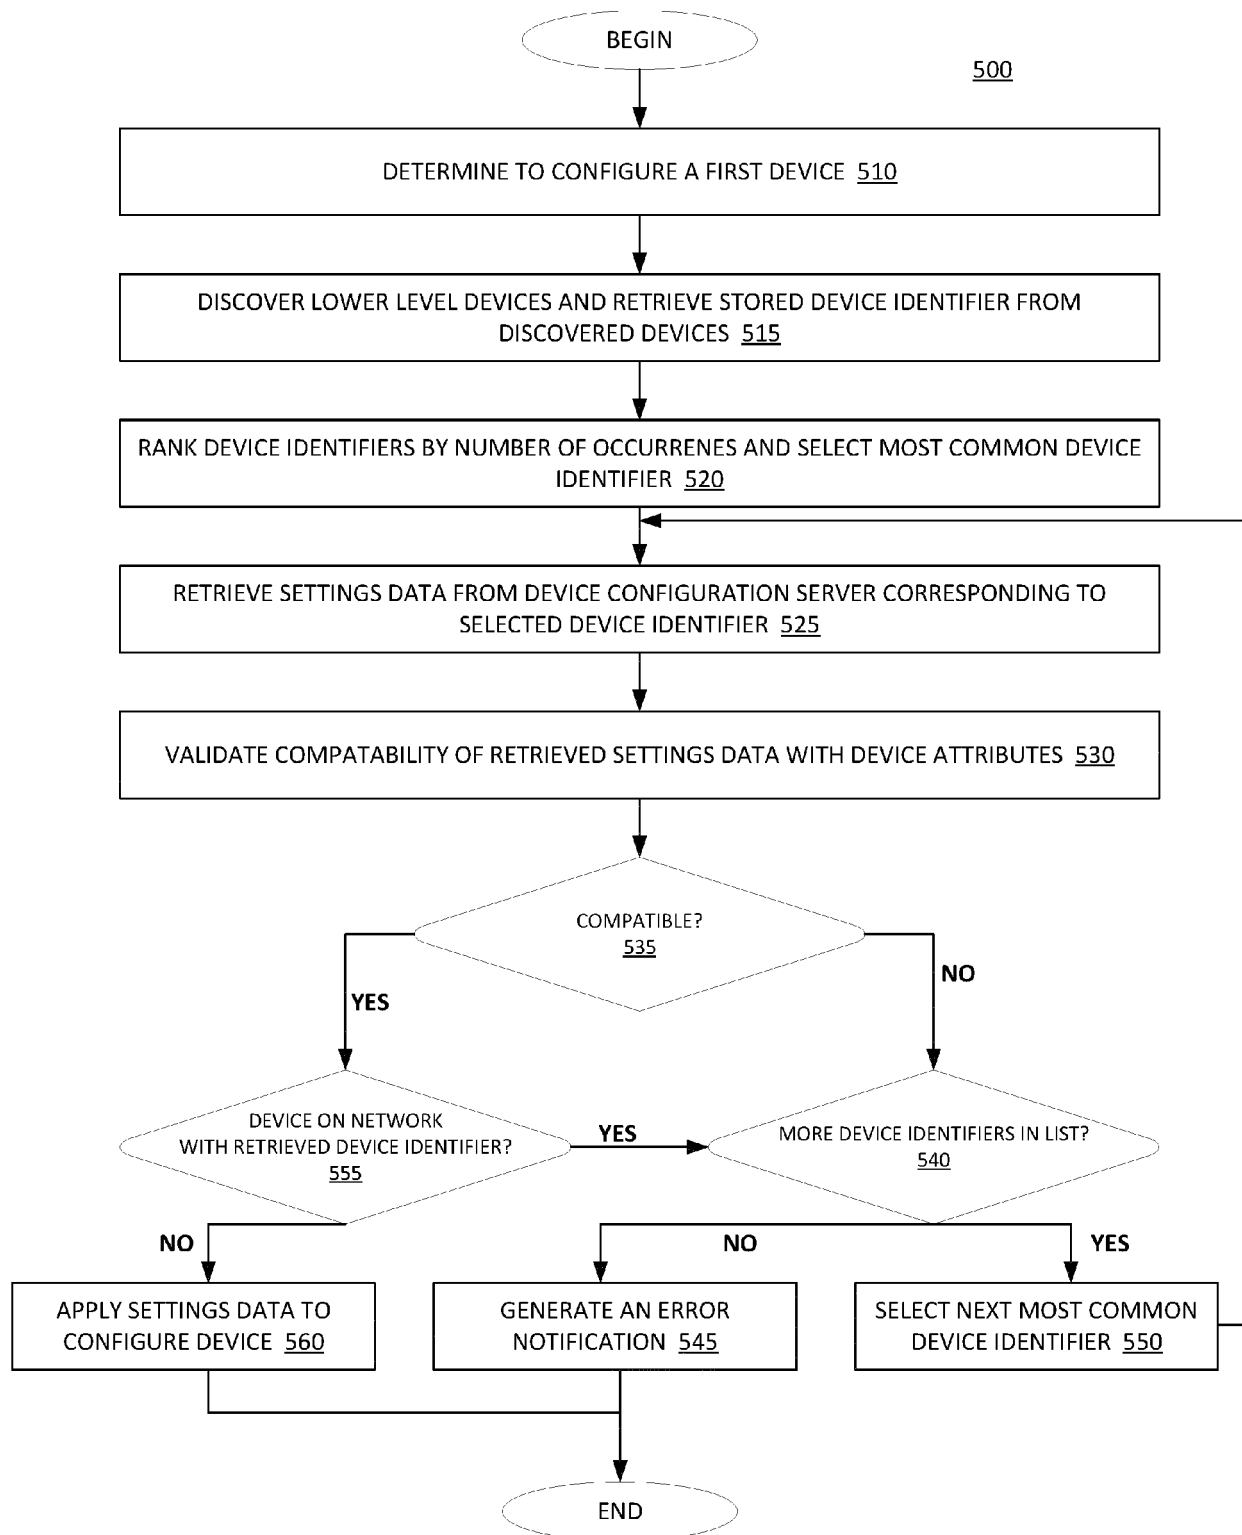 BEGIN
500
DETERMINE TO CONFIGURE A FIRST DEVICE 510
DISCOVER LOWER LEVEL DEVICES AND RETRIEVE STORED DEVICE IDENTIFIER FROM
DISCOVERED DEVICES 515
RANK DEVICE IDENTIFIERS BY NUMBER OF OCCURRENES AND SELECT MOST COMMON DEVICE
IDENTIFIER 520
RETRIEVE SETTINGS DATA FROM DEVICE CONFIGURATION SERVER CORRESPONDING TO
SELECTED DEVICE IDENTIFIER 525
VALIDATE COMPATABILITY OF RETRIEVED SETTINGS DATA WITH DEVICE ATTRIBUTES 530
COMPATIBLE?
535
YES
NO
DEVICE ON NETWORK
WITH RETRIEVED DEVICE IDENTIFIER?
555
YES
MORE DEVICE IDENTIFIERS IN LIST?
540
NO
NO
YES
APPLY SETTINGS DATA TO
CONFIGURE DEVICE 560
GENERATE AN ERROR
NOTIFICATION 545
SELECT NEXT MOST COMMON
DEVICE IDENTIFIER 550
END